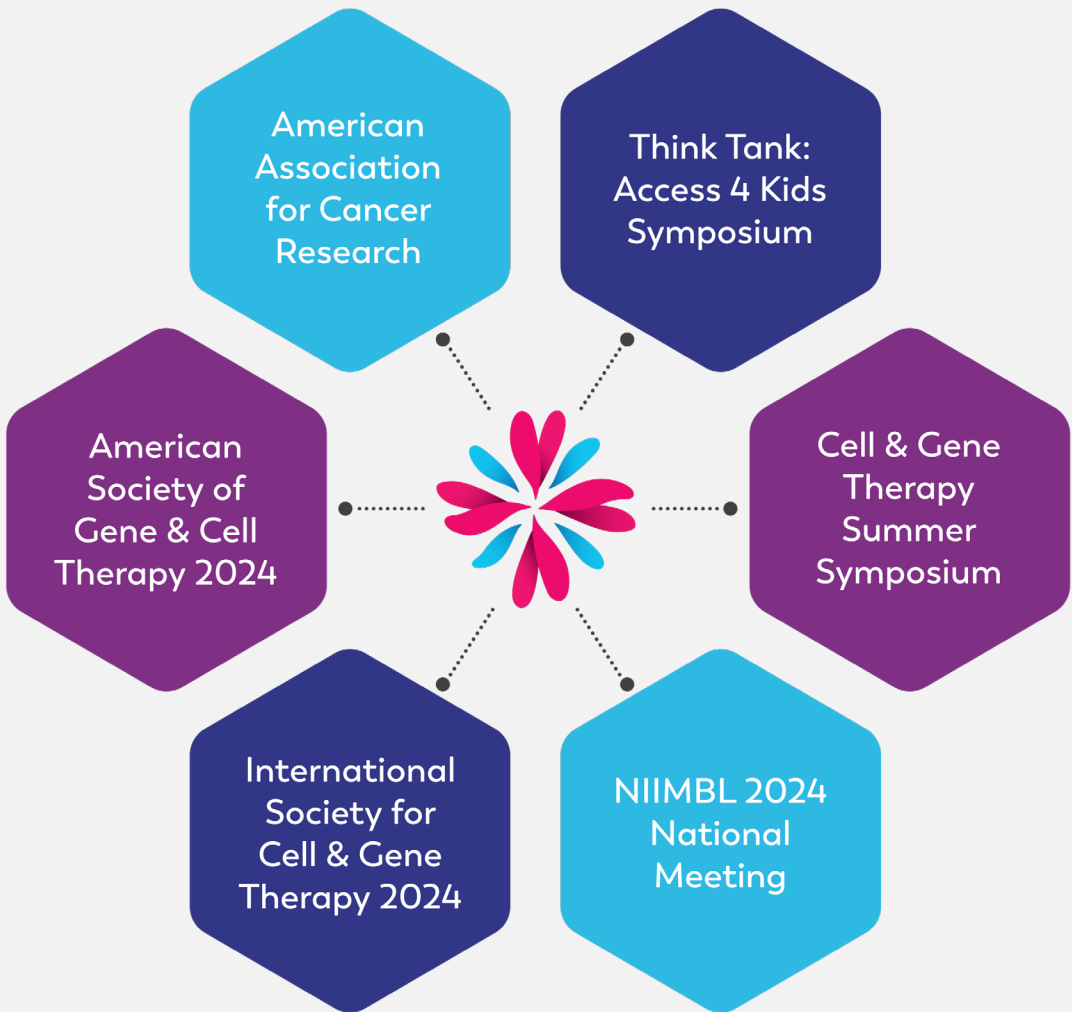 American
Association
for Cancer
Research
Think Tank:
Access 4 Kids
Symposium
American
Society of
Gene & Cell
Therapy 2024
Cell & Gene
Therapy
Summer
Symposium
International
Society for
Cell & Gene
Therapy 2024
NIIMBL 2024
National
Meeting